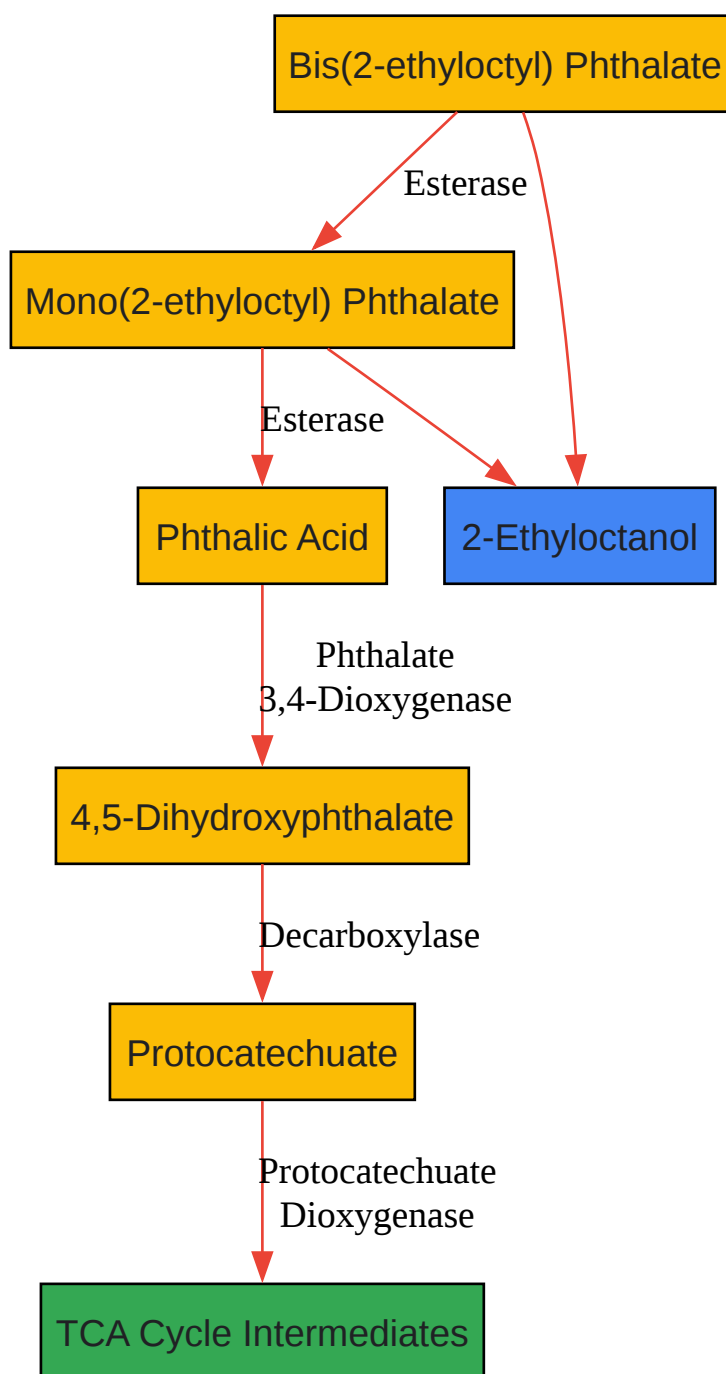 Bis(2-ethyloctyl) Phthalate
Esterase
Mono(2-ethyloctyl) Phthalate
Esterase
Phthalic Acid
2-Ethyloctanol
Phthalate
3,4-Dioxygenase
4,5-Dihydroxyphthalate
Decarboxylase
Protocatechuate
Protocatechuate
Dioxygenase
TCA Cycle Intermediates